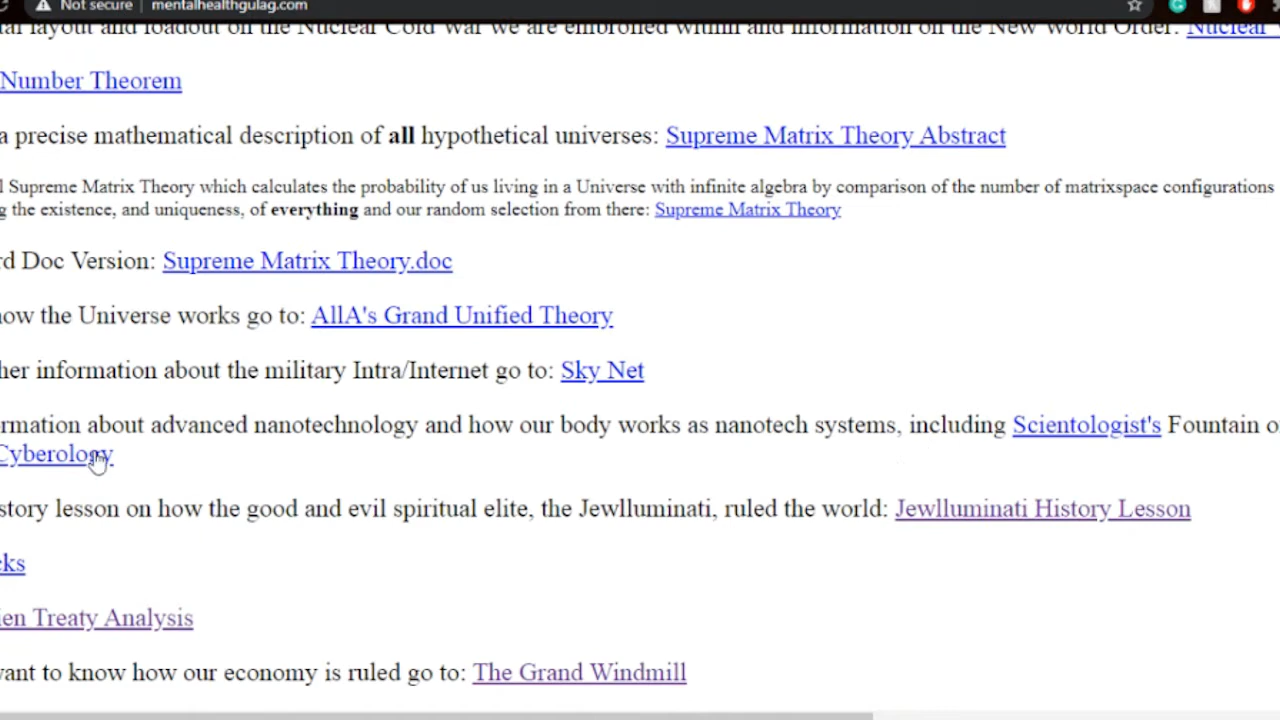 Not secure mentalhealthgulag.com
layout and loadout on the Nuclear Cold War we are embroiled within and information on the New World Order: Nuclear
Number Theorem
a precise mathematical description of all hypothetical universes: Supreme Matrix Theory Abstract
l Supreme Matrix Theory which calculates the probability of us living in a Universe with infinite algebra by comparison of the number of matrixspace configurations
g the existence, and uniqueness, of everything and our random selection from there: Supreme Matrix Theory
rd Doc Version: Supreme Matrix Theory.doc
how the Universe works go to: AllA's Grand Unified Theory
her information about the military Intra/Internet go to: Sky Net
rmation about advanced nanotechnology and how our body works as nanotech systems, including Scientologist's Fountain o
Cyberology
story lesson on how the good and evil spiritual elite, the Jewlluminati, ruled the world: Jewlluminati History Lesson
cks
ien Treaty Analysis
want to know how our economy is ruled go to: The Grand Windmill